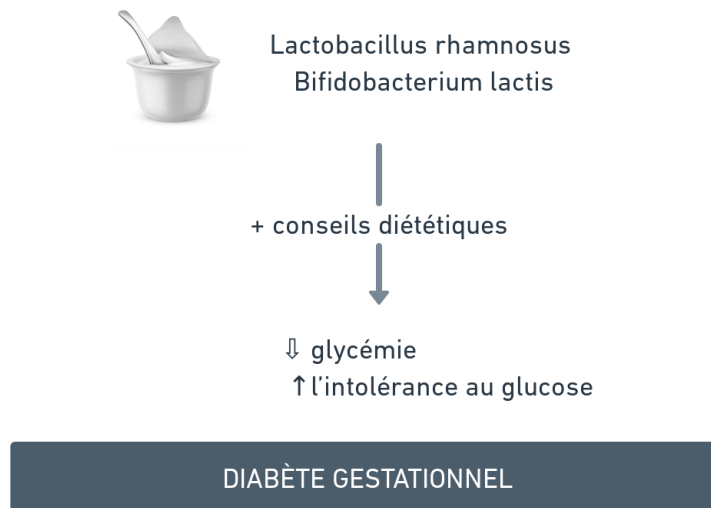 Lactobacillus rhamnosus
Bifidobacterium lactis
+ conseils diététiques
⇩ glycémie
↑ l'intolérance au glucose
DIABÈTE GESTATIONNEL